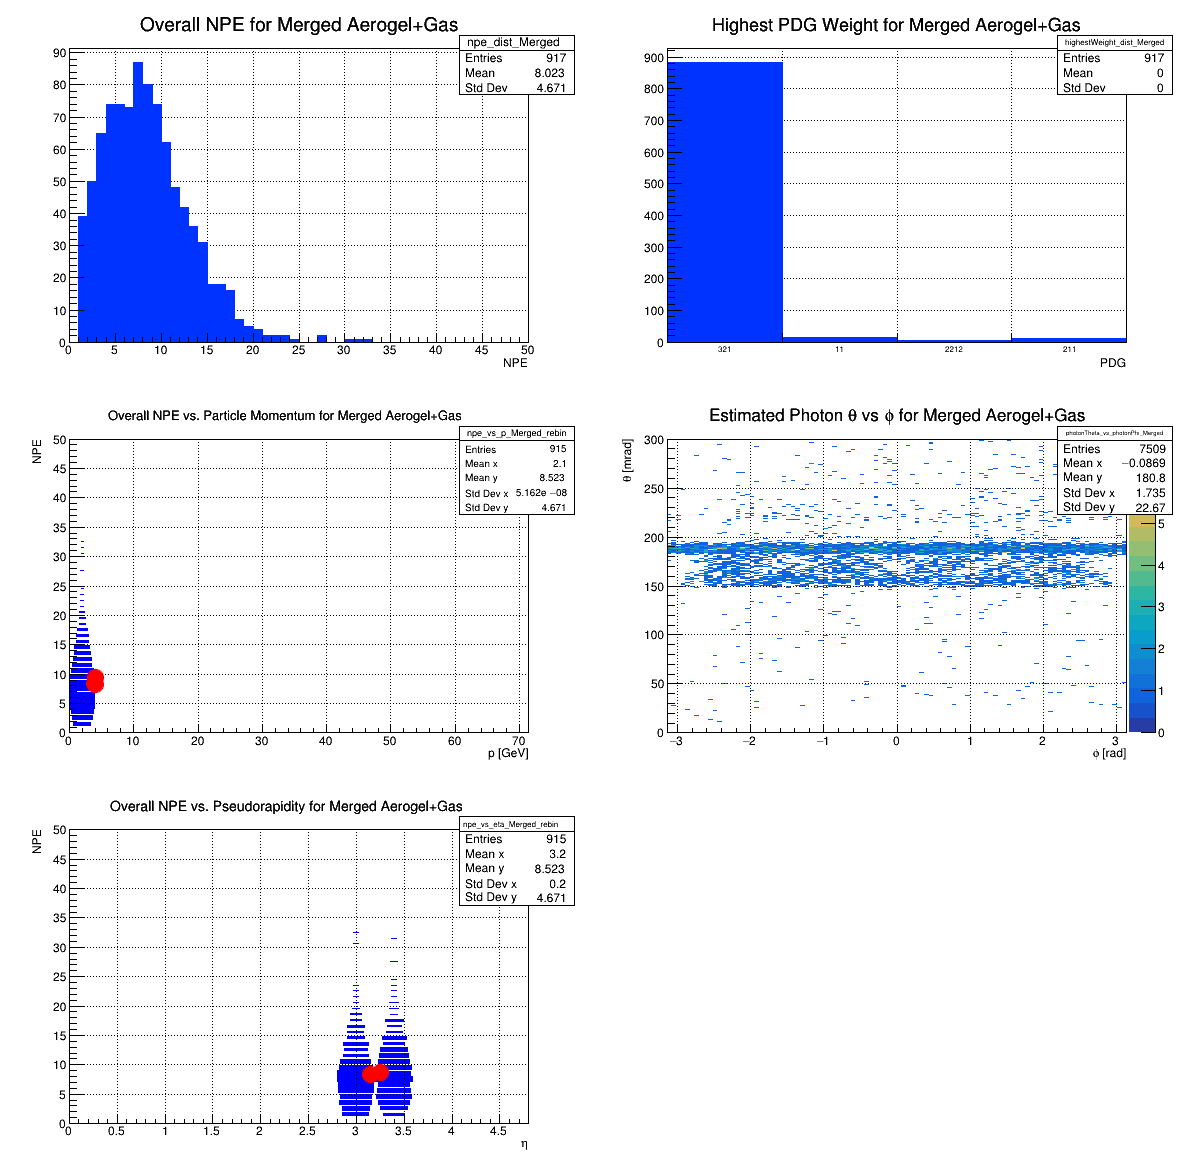 Overall NPE for Merged Aerogel+Gas
npe_dist_Merged
Entries 917
Mean 8.023
Std Dev 4.671
90
80
70
60
50
40
30
20
10
0
0 5 10 15 20 25 30 35 40 45 50
NPE
Highest PDG Weight for Merged Aerogel+Gas
highestWeight_dist_Merged
Entries 917
Mean 0
Std Dev 0
900
800
700
600
500
400
300
200
100
0
321 11 2212 211
PDG
Overall NPE vs. Particle Momentum for Merged Aerogel+Gas
npe_vs_p_Merged_rebin
Entries 915
Mean x 2.1
Mean y 8.523
Std Dev x 5.162e −08
Std Dev y 4.671
NPE
50
45
40
35
30
25
20
15
10
5
0
0 10 20 30 40 50 60 70
p [GeV]
Estimated Photon θ vs ϕ for Merged Aerogel+Gas
photonTheta_vs_photonPhi_Merged
Entries 7509
Mean x −0.0869
Mean y 180.8
Std Dev x 1.735
Std Dev y 22.67
θ [mrad]
300
250
200
150
100
50
0
−3 −2 −1 0 1 2 3
ϕ [rad]
5
4
3
2
1
0
Overall NPE vs. Pseudorapidity for Merged Aerogel+Gas
npe_vs_eta_Merged_rebin
Entries 915
Mean x 3.2
Mean y 8.523
Std Dev x 0.2
Std Dev y 4.671
NPE
50
45
40
35
30
25
20
15
10
5
0
0 0.5 1 1.5 2 2.5 3 3.5 4 4.5
η